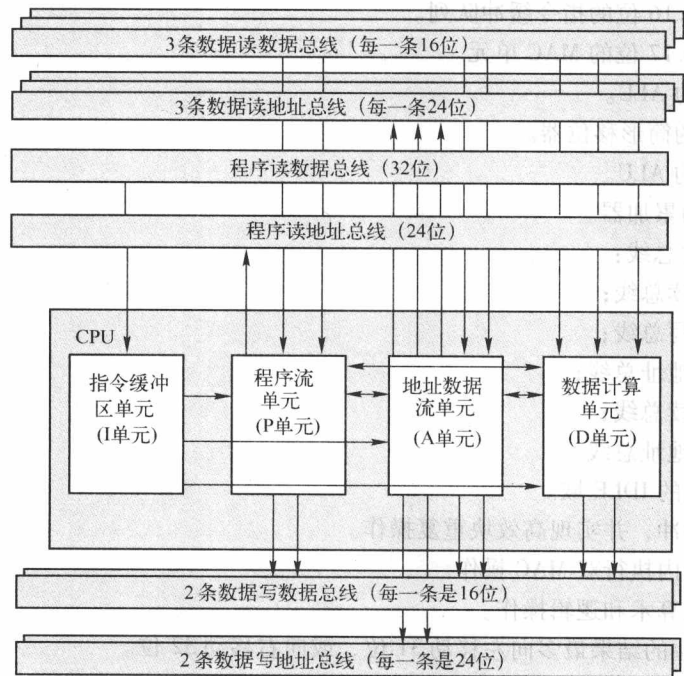 3条数据读数据总线（每一条16位）
3条数据读地址总线（每一条24位）
程序读数据总线（32位）
程序读地址总线（24位）
CPU
指令缓冲
区单元
(I单元)
程序流
单元
(P单元)
地址数据
流单元
(A单元)
数据计算
单元
(D单元)
2条数据写数据总线（每一条是16位）
2条数据写地址总线（每一条是24位）